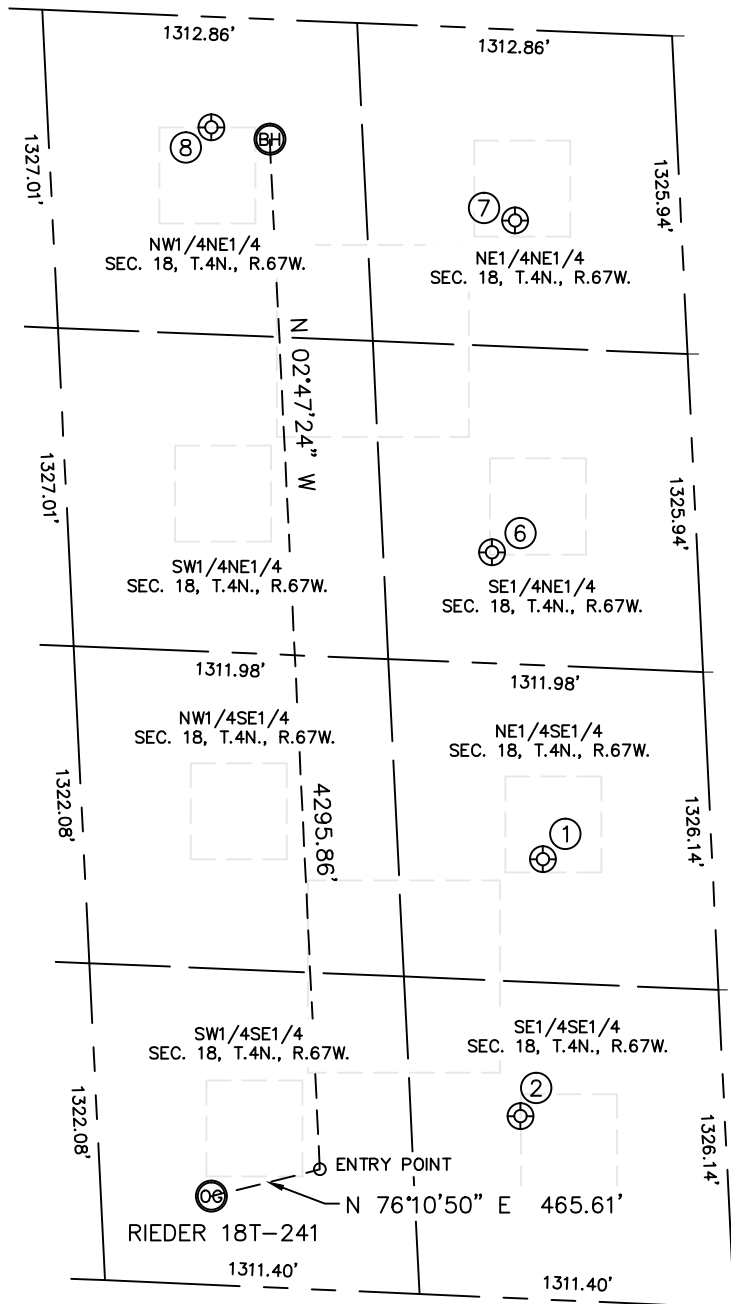 1312.86'
1312.86'
1327.01'
8
BH
1325.94'
7
NW1/4NE1/4
SEC. 18, T.4N., R.67W.
NE1/4NE1/4
SEC. 18, T.4N., R.67W.
N 02°47'24" W
1327.01'
1325.94'
6
SW1/4NE1/4
SEC. 18, T.4N., R.67W.
SE1/4NE1/4
SEC. 18, T.4N., R.67W.
1311.98'
1311.98'
NW1/4SE1/4
SEC. 18, T.4N., R.67W.
NE1/4SE1/4
SEC. 18, T.4N., R.67W.
1322.08'
4295.86'
1326.14'
1
SW1/4SE1/4
SEC. 18, T.4N., R.67W.
SE1/4SE1/4
SEC. 18, T.4N., R.67W.
2
1322.08'
1326.14'
ENTRY POINT
OG
N 76°10'50" E 465.61'
RIEDER 18T-241
1311.40'
1311.40'